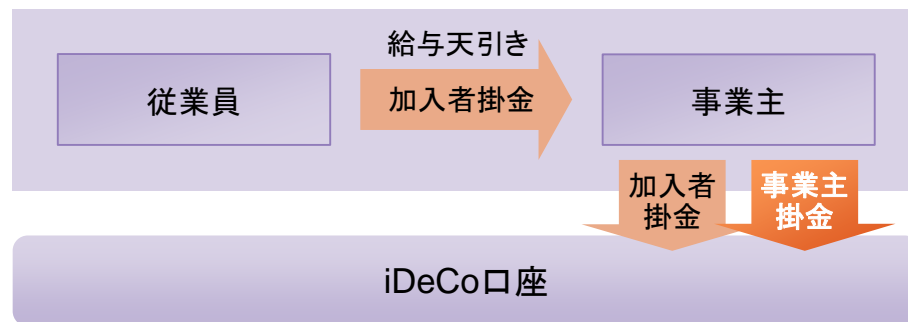 給与天引き
従業員
加入者掛金
事業主
加入者
掛金
事業主
掛金
iDeCo口座